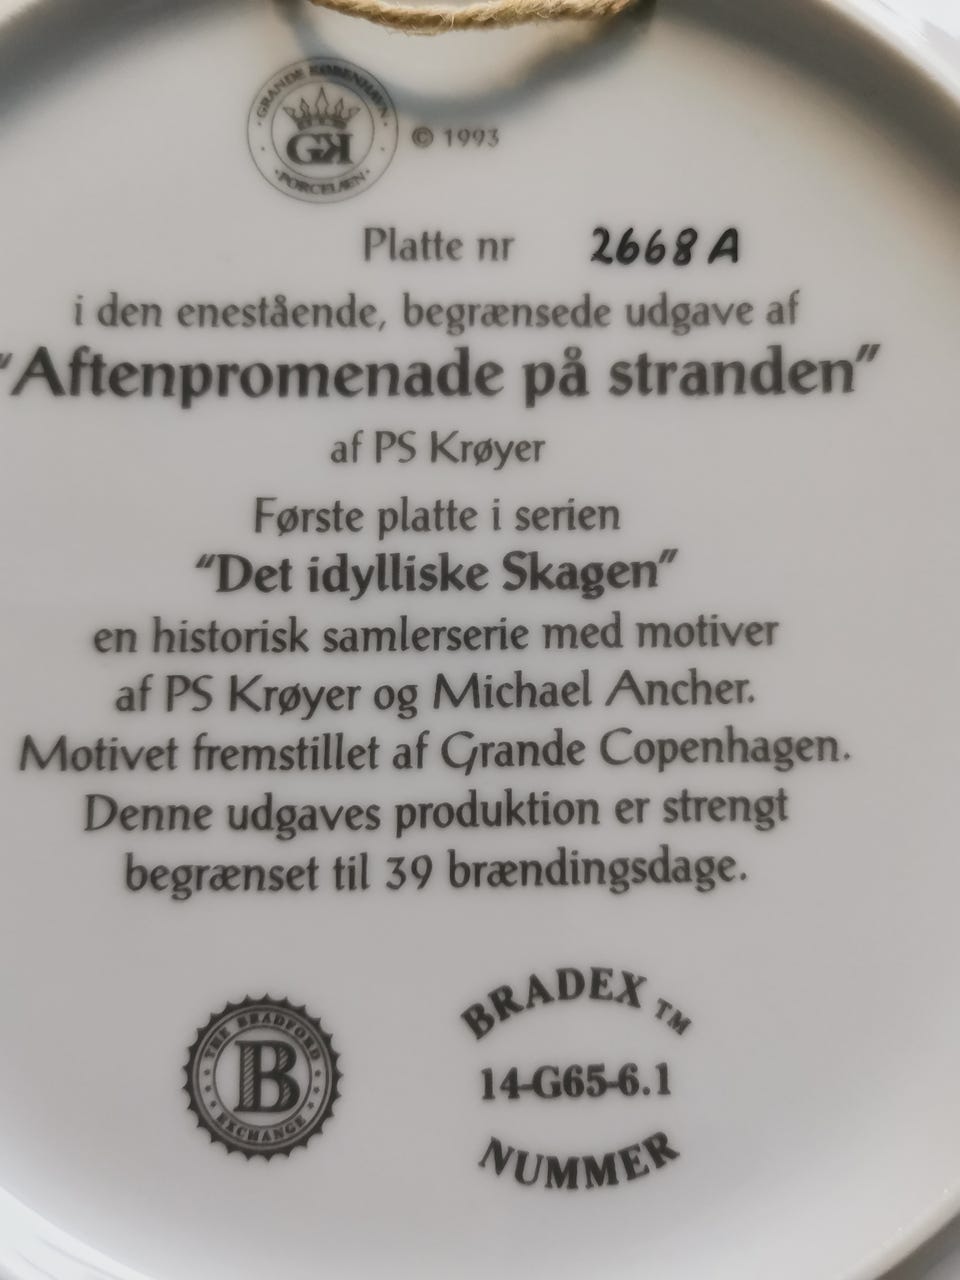 GRANDE KØBENHAVN
GK
PORCELÆN
© 1993
Platte nr 2668 A
i den enestående, begrænsede udgave af
"Aftenpromenade på stranden"
af PS Krøyer
Første platte i serien
"Det idylliske Skagen"
en historisk samlerserie med motiver
af PS Krøyer og Michael Ancher.
Motivet fremstillet af Grande Copenhagen.
Denne udgaves produktion er strengt
begrænset til 39 brændingsdage.
THE BRADFORD
B
EXCHANGE
BRADEX TM
14-G65-6.1
NUMMER